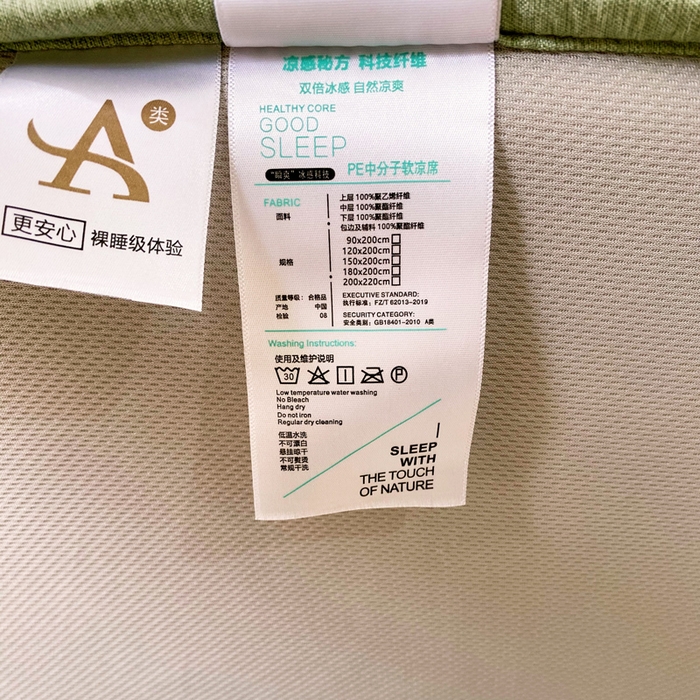 A类
更安心 裸睡级体验
凉感秘方 科技纤维
双倍冰感 自然凉爽
HEALTHY CORE
GOOD
SLEEP
“瞬爽”冰感科技 PE中分子软凉席
FABRIC
面料
上层 100%聚乙烯纤维
中层 100%聚酯纤维
下层 100%聚酯纤维
包边及辅料 100%聚酯纤维
规格
90x200cm
120x200cm
150x200cm
180x200cm
200x220cm
质量等级: 合格品
产地 中国
检验 08
EXECUTIVE STANDARD:
执行标准: FZ/T 62013-2019
SECURITY CATEGORY:
安全类别: GB18401-2010 A类
Washing Instructions:
使用及维护说明
30 P
Low temperature water washing
No Bleach
Hang dry
Do not iron
Regular dry cleaning
低温水洗
不可漂白
悬挂晾干
不可熨烫
常规干洗
SLEEP
WITH
THE TOUCH
OF NATURE